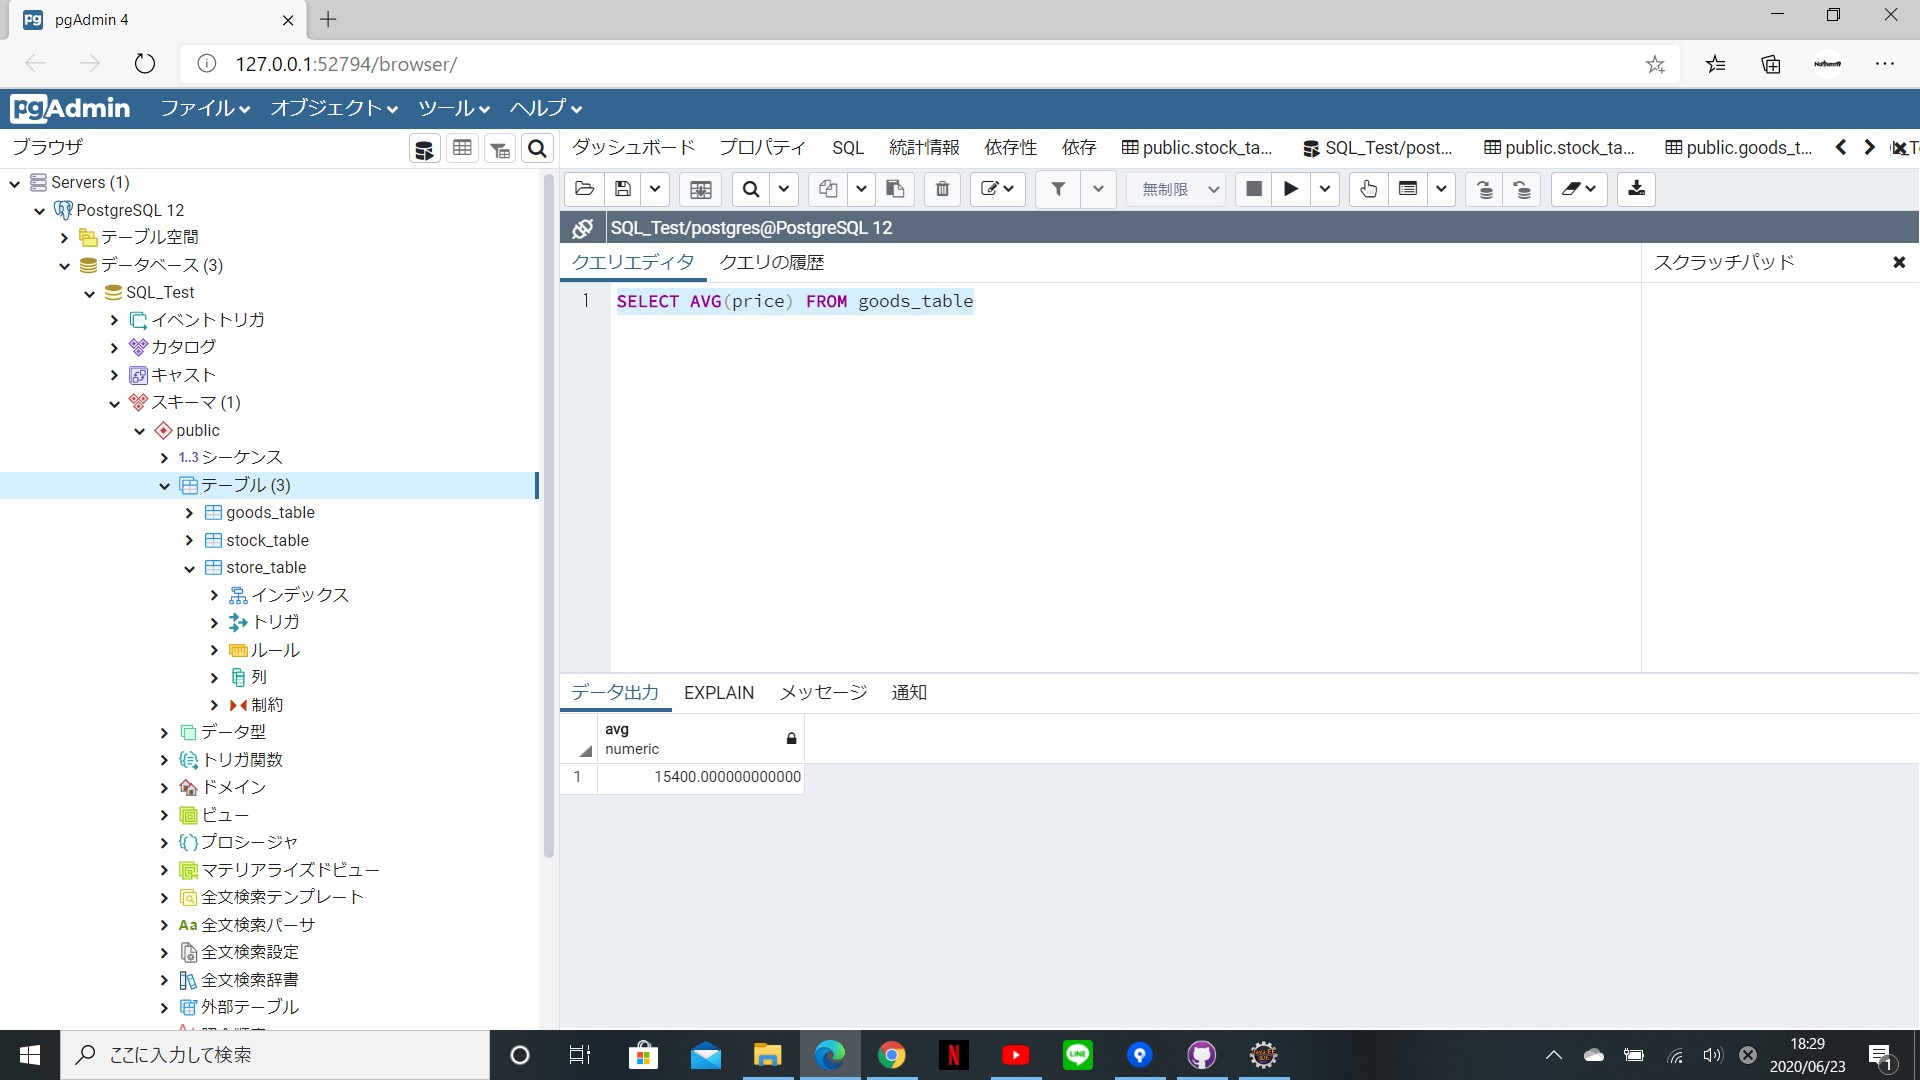 pgAdmin 4
127.0.0.1:52794/browser/
pgAdmin ファイル オブジェクト ツール ヘルプ
ブラウザ
ダッシュボード プロパティ SQL 統計情報 依存性 依存 public.stock_ta... SQL_Test/post... public.stock_ta... public.goods_t...
無制限
SQL_Test/postgres@PostgreSQL 12
クエリエディタ クエリの履歴 スクラッチパッド
1 SELECT AVG(price) FROM goods_table
Servers (1)
PostgreSQL 12
テーブル空間
データベース (3)
SQL_Test
イベントトリガ
カタログ
キャスト
スキーマ (1)
public
1..3 シーケンス
テーブル (3)
goods_table
stock_table
store_table
インデックス
トリガ
ルール
列
制約
データ型
トリガ関数
ドメイン
ビュー
プロシージャ
マテリアライズドビュー
全文検索テンプレート
Aa 全文検索パーサ
全文検索設定
全文検索辞書
外部テーブル
データ出力 EXPLAIN メッセージ 通知
avg
numeric
1 15400.000000000000
ここに入力して検索
N
LINE
18:29
2020/06/23
1